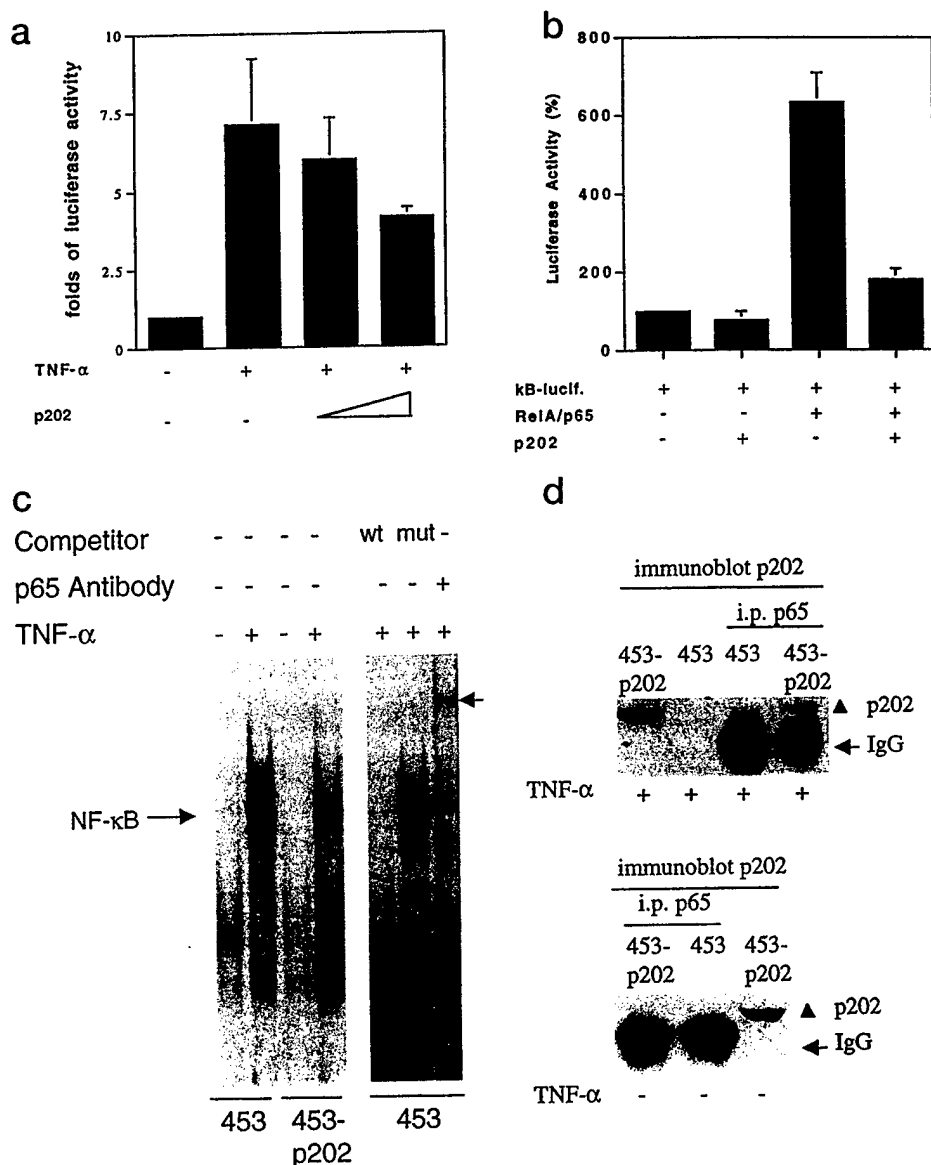 a
folds of luciferase activity
10
7.5
5
2.5
0
TNF-α - + + +
p202 - -
b
Luciferase Activity (%)
800
600
400
200
0
kB-lucif. + + + +
RelA/p65 - - + +
p202 - + - +
c
Competitor - - - - wt mut -
p65 Antibody - - - - - - +
TNF-α - + - + + + +
NF-κB
453 453-p202 453
d
immunoblot p202
i.p. p65
453-p202 453 453 453-p202
p202
IgG
TNF-α + + + +
immunoblot p202
i.p. p65
453-p202 453 453-p202
p202
IgG
TNF-α - - -